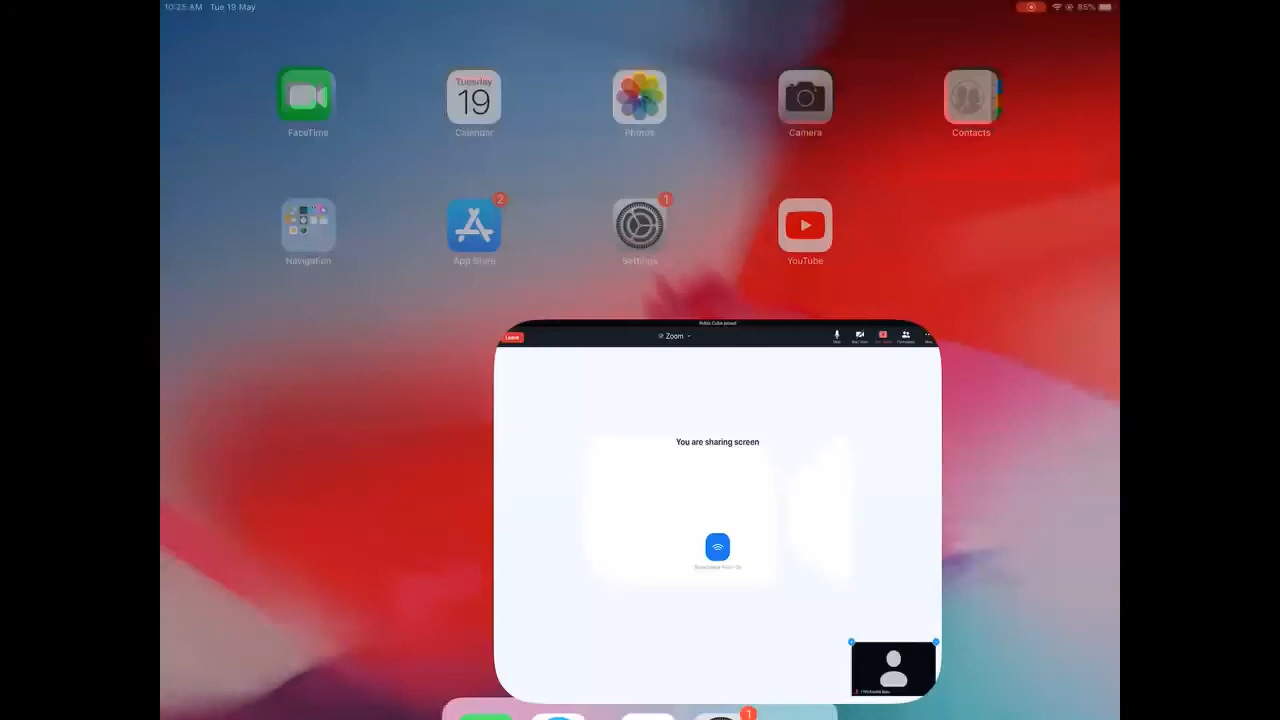 10:25 AM Tue 19 May
85%
Tuesday
19
FaceTime
Calendar
Photos
Camera
Contacts
2
1
Navigation
App Store
Settings
YouTube
joined
Leave
Zoom
You are sharing screen
1